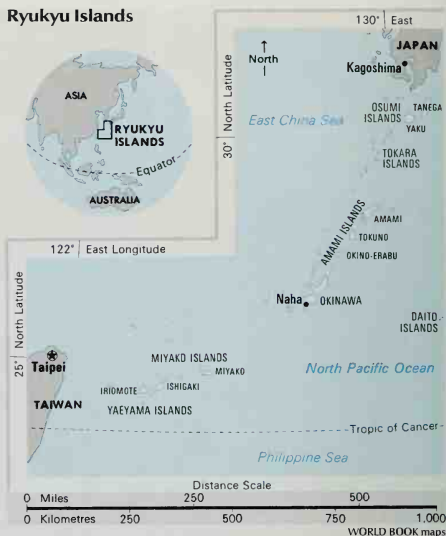 Ryukyu Islands
130° East
↑
North
JAPAN
Kagoshima
ASIA
RYUKYU
ISLANDS
Equator
AUSTRALIA
30° North Latitude
East China Sea
OSUMI
ISLANDS
TANEGA
YAKU
TOKARA
ISLANDS
AMAMI ISLANDS
AMAMI
TOKUNO
OKINO-ERABU
122° East Longitude
Naha
OKINAWA
DAITO
ISLANDS
25° North Latitude
Taipei
TAIWAN
MIYAKO ISLANDS
MIYAKO
IRIOMOTE
ISHIGAKI
YAEYAMA ISLANDS
North Pacific Ocean
Tropic of Cancer
Philippine Sea
Distance Scale
0 Miles 250 500
0 Kilometres 250 500 750 1.000
WORLD BOOK maps